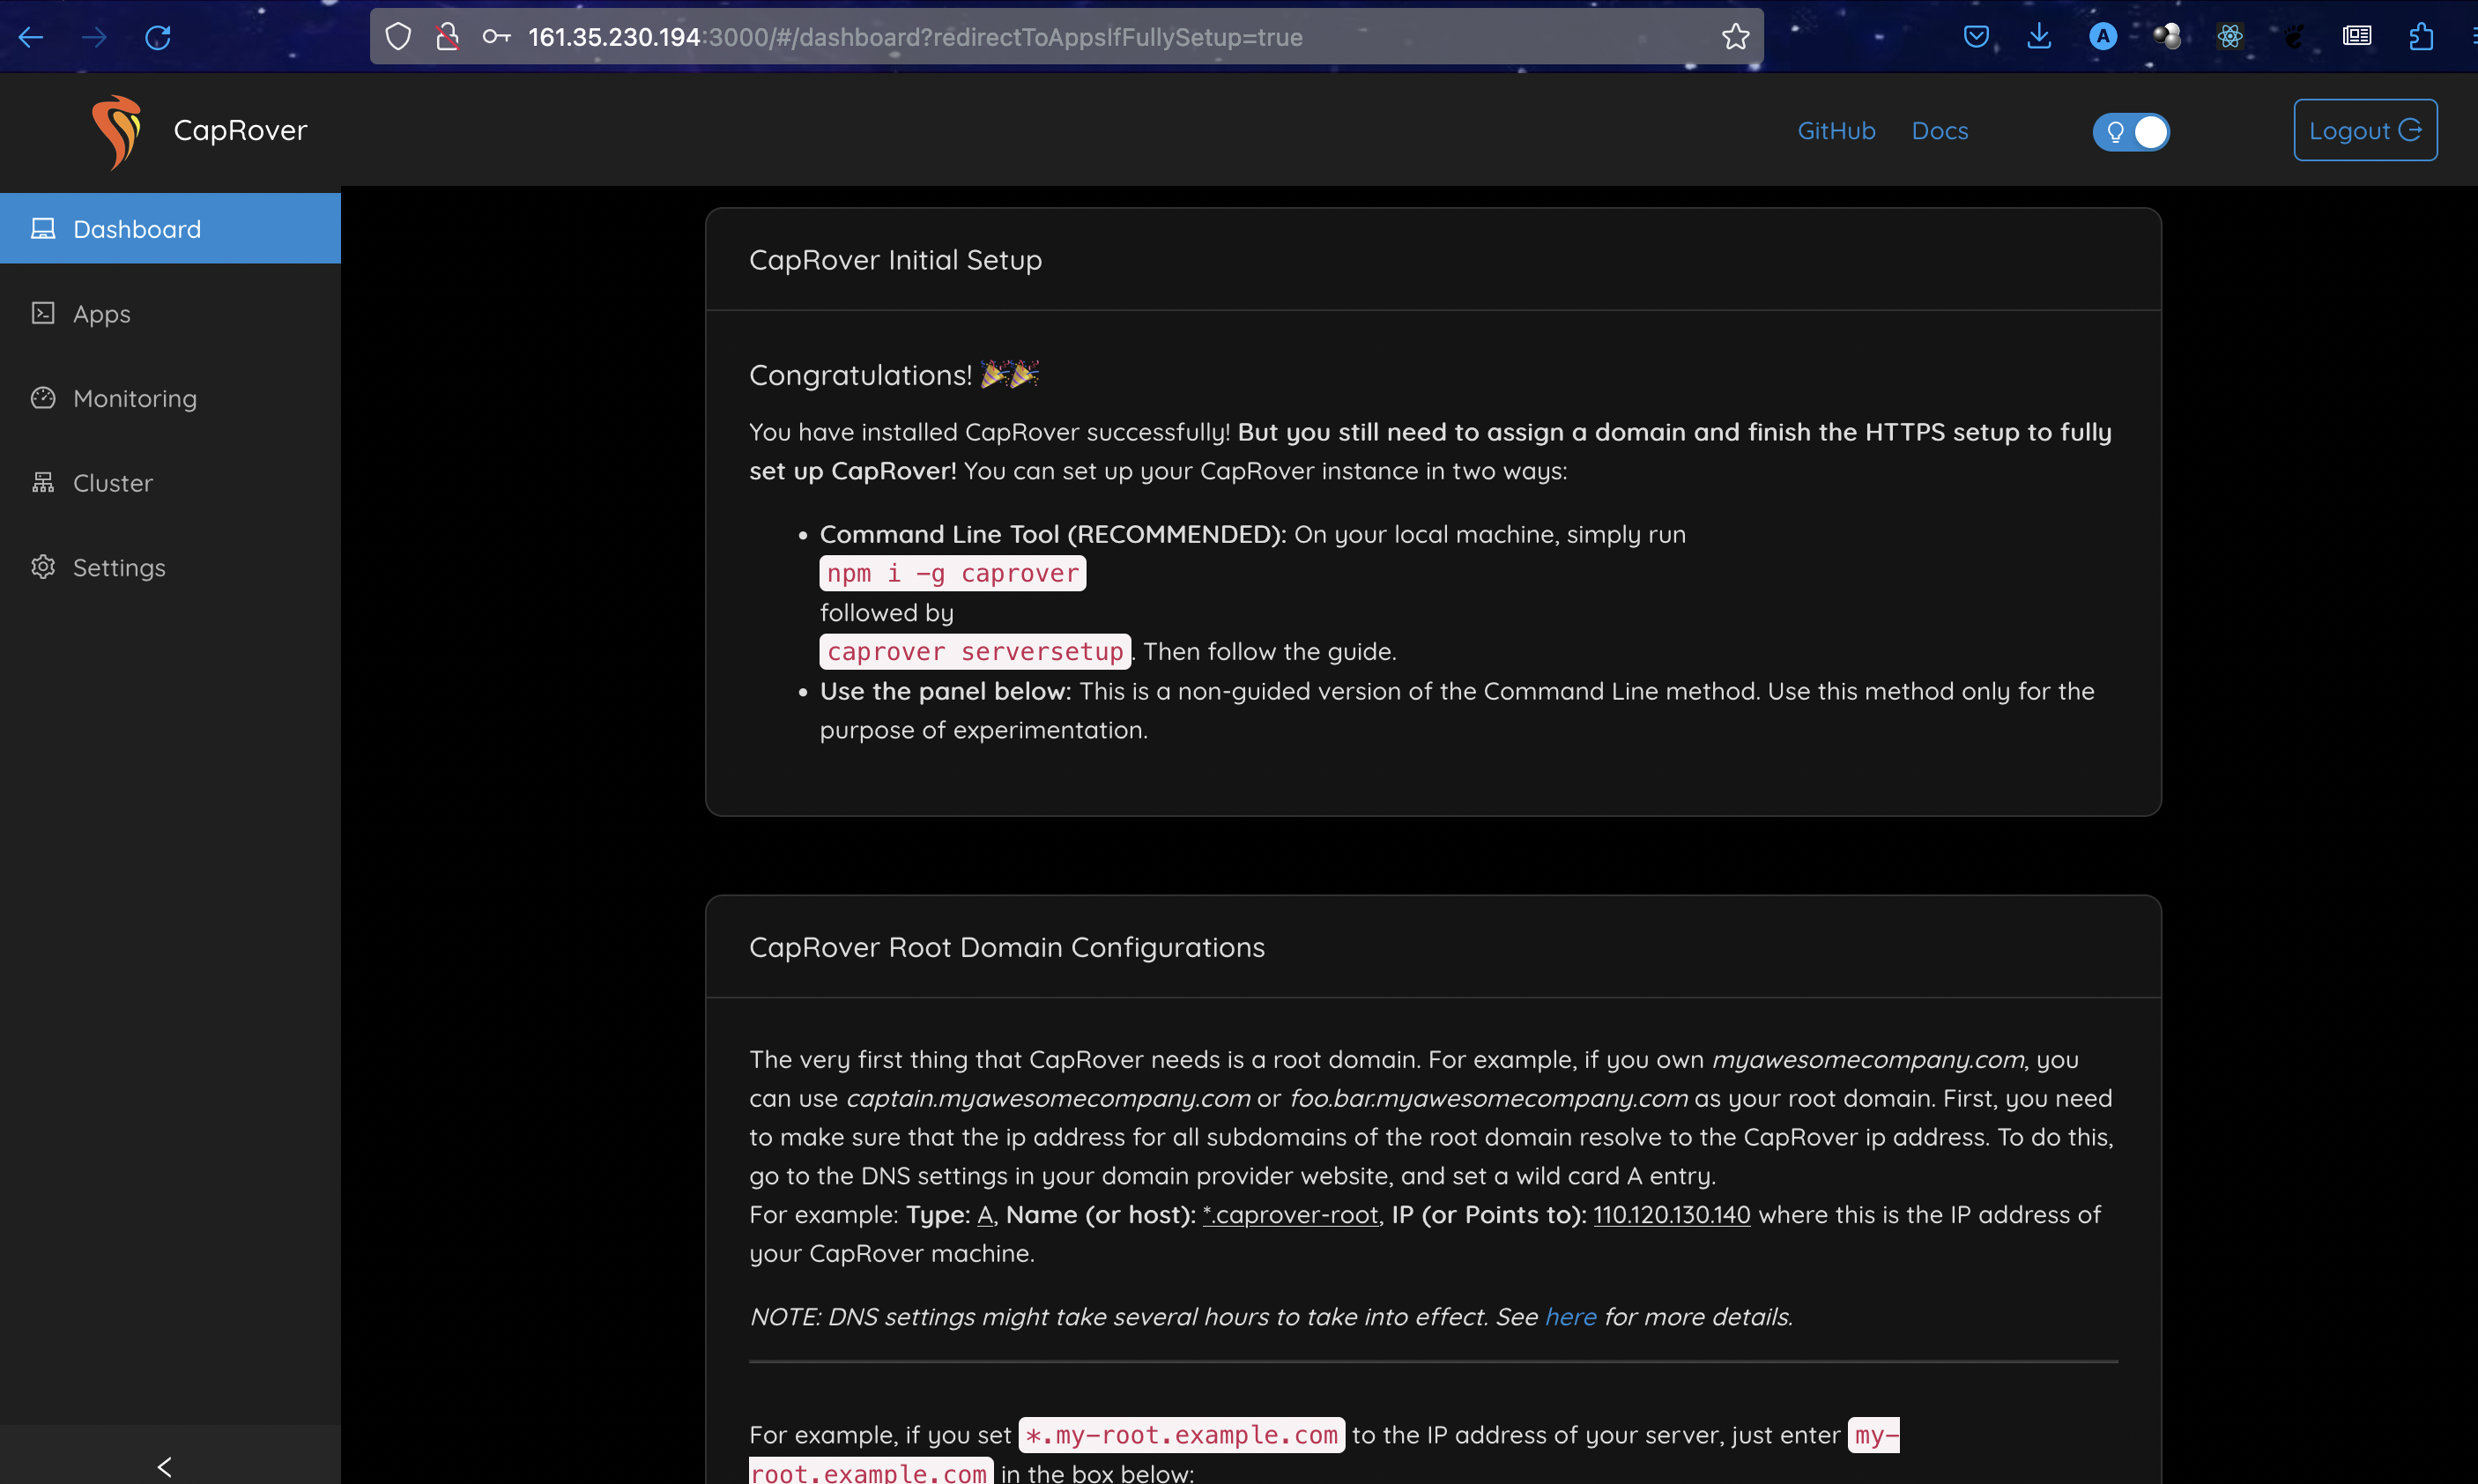 161.35.230.194:3000/#/dashboard?redirectToAppsIfFullySetup=true
A
CapRover
GitHub
Docs
Logout
Dashboard
Apps
Monitoring
Cluster
Settings
CapRover Initial Setup
Congratulations! 🎉🎉
You have installed CapRover successfully! But you still need to assign a domain and finish the HTTPS setup to fully
set up CapRover! You can set up your CapRover instance in two ways:
• Command Line Tool (RECOMMENDED): On your local machine, simply run
npm i -g caprover
followed by
caprover serversetup. Then follow the guide.
• Use the panel below: This is a non-guided version of the Command Line method. Use this method only for the
purpose of experimentation.
CapRover Root Domain Configurations
The very first thing that CapRover needs is a root domain. For example, if you own myawesomecompany.com, you
can use captain.myawesomecompany.com or foo.bar.myawesomecompany.com as your root domain. First, you need
to make sure that the ip address for all subdomains of the root domain resolve to the CapRover ip address. To do this,
go to the DNS settings in your domain provider website, and set a wild card A entry.
For example: Type: A, Name (or host): *.caprover-root, IP (or Points to): 110.120.130.140 where this is the IP address of
your CapRover machine.
NOTE: DNS settings might take several hours to take into effect. See here for more details.
For example, if you set *.my-root.example.com to the IP address of your server, just enter my-
root.example.com in the box below: